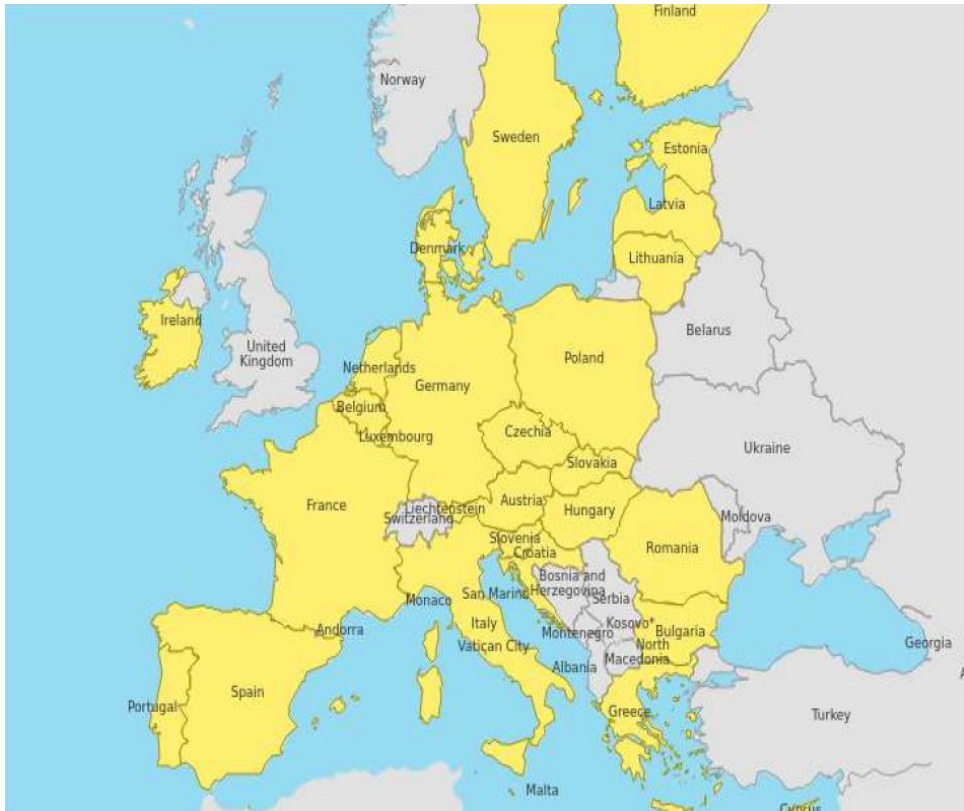 Finland
Norway
Sweden
Estonia
Latvia
Denmark
Lithuania
Ireland
Belarus
United
Kingdom
Netherlands
Poland
Germany
Belgium
Luxembourg
Czechia
Ukraine
Slovakia
France
Austria
Liechtenstein
Switzerland
Hungary
Moldova
Slovenia
Croatia
Romania
Bosnia and
Herzegovina
San Marino
Monaco
Serbia
Italy
Kosovo*
Andorra
Montenegro
Bulgaria
Vatican City
North
Macedonia
Georgia
Albania
A
Spain
Portugal
Greece
Turkey
Malta
Cyprus